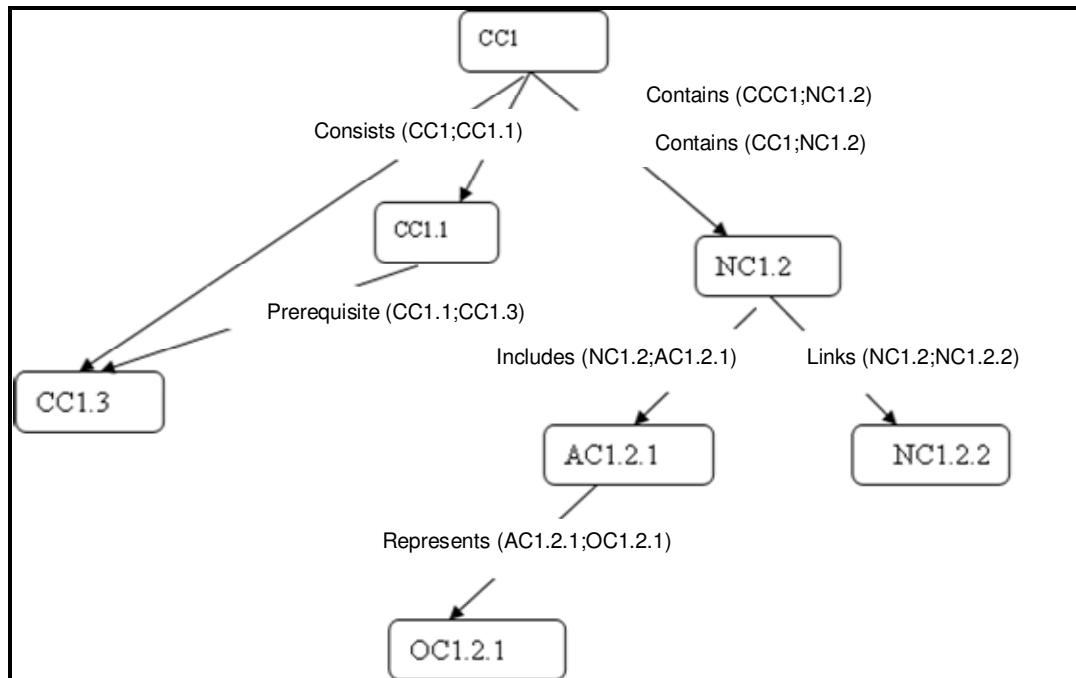 CC1
Contains (CCC1;NC1.2)
Consists (CC1;CC1.1)
Contains (CC1;NC1.2)
CC1.1
NC1.2
Prerequisite (CC1.1;CC1.3)
Includes (NC1.2;AC1.2.1)
Links (NC1.2;NC1.2.2)
CC1.3
AC1.2.1
NC1.2.2
Represents (AC1.2.1;OC1.2.1)
OC1.2.1